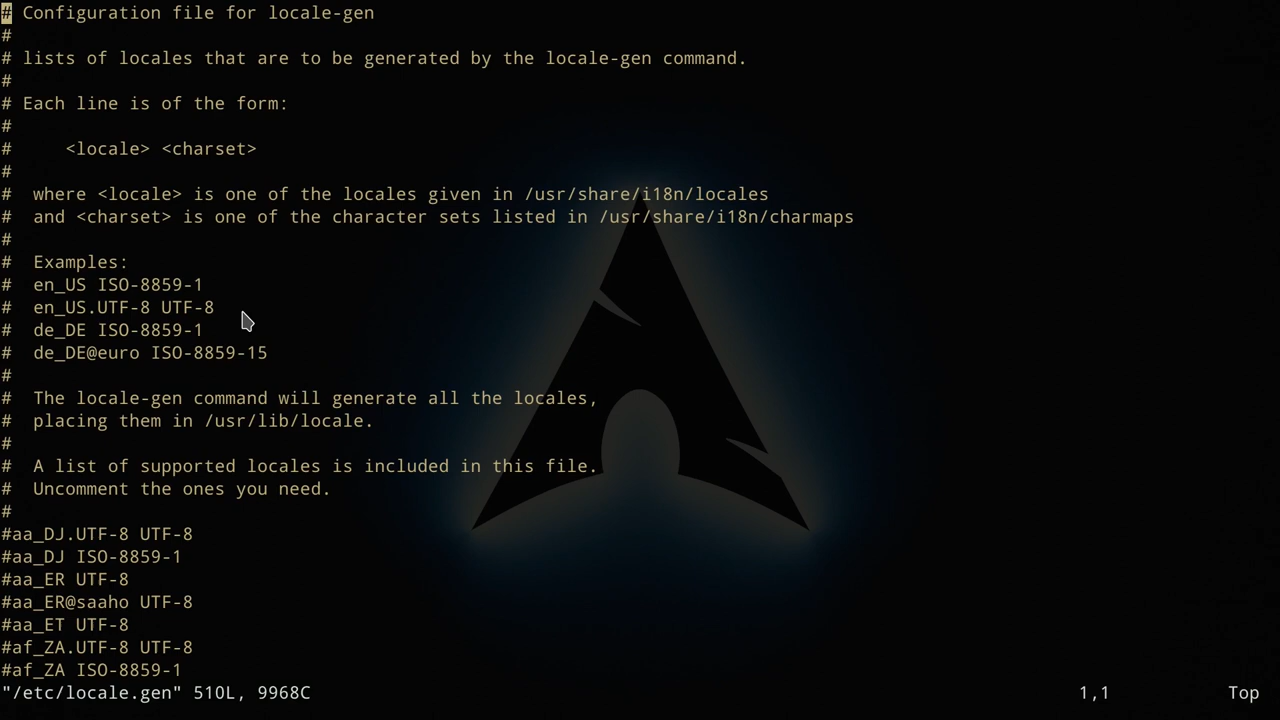 # Configuration file for locale-gen
#
# lists of locales that are to be generated by the locale-gen command.
#
# Each line is of the form:
#
#     <locale> <charset>
#
#  where <locale> is one of the locales given in /usr/share/i18n/locales
#  and <charset> is one of the character sets listed in /usr/share/i18n/charmaps
#
#  Examples:
#  en_US ISO-8859-1
#  en_US.UTF-8 UTF-8
#  de_DE ISO-8859-1
#  de_DE@euro ISO-8859-15
#
#  The locale-gen command will generate all the locales,
#  placing them in /usr/lib/locale.
#
#  A list of supported locales is included in this file.
#  Uncomment the ones you need.
#
#aa_DJ.UTF-8 UTF-8
#aa_DJ ISO-8859-1
#aa_ER UTF-8
#aa_ER@saaho UTF-8
#aa_ET UTF-8
#af_ZA.UTF-8 UTF-8
#af_ZA ISO-8859-1
"/etc/locale.gen" 510L, 9968C 1,1 Top